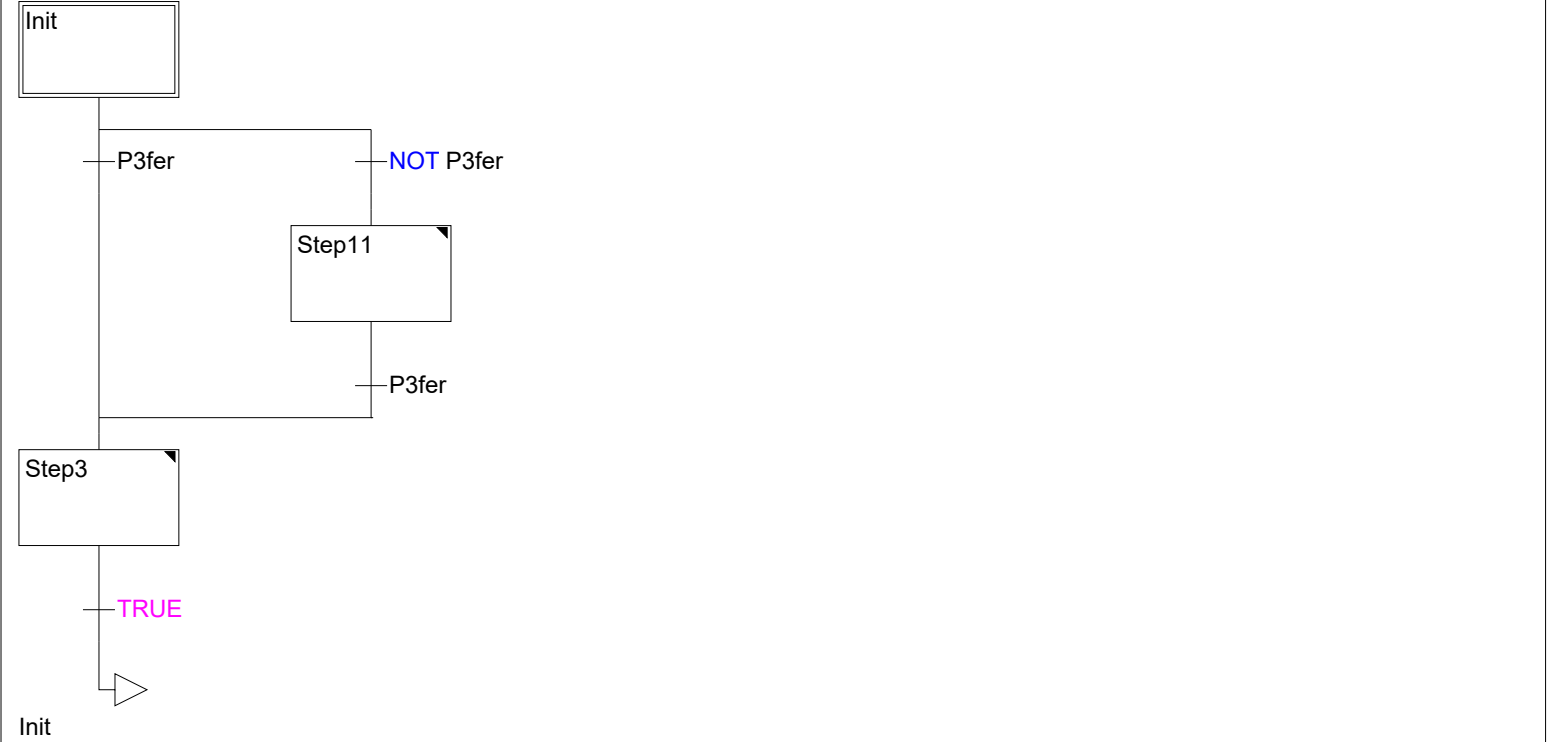 Init
P3fer
NOT P3fer
Step11
P3fer
Step3
TRUE
Init